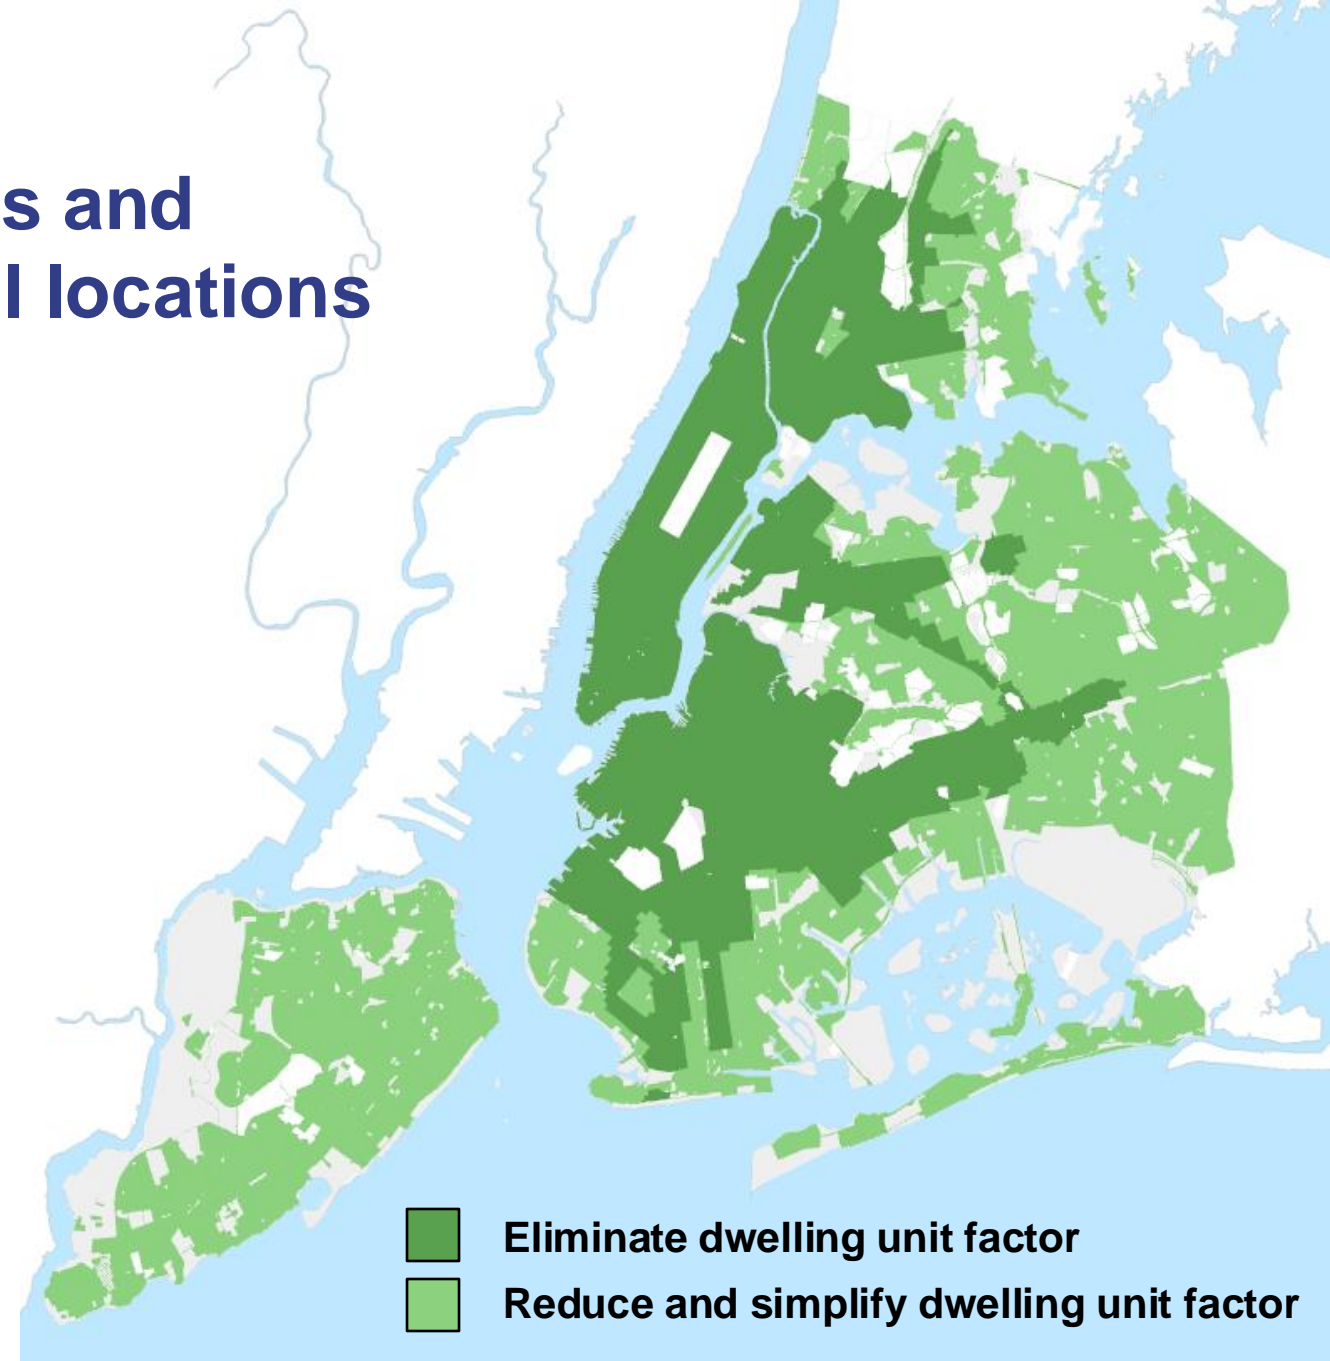 s and
l locations
Eliminate dwelling unit factor
Reduce and simplify dwelling unit factor